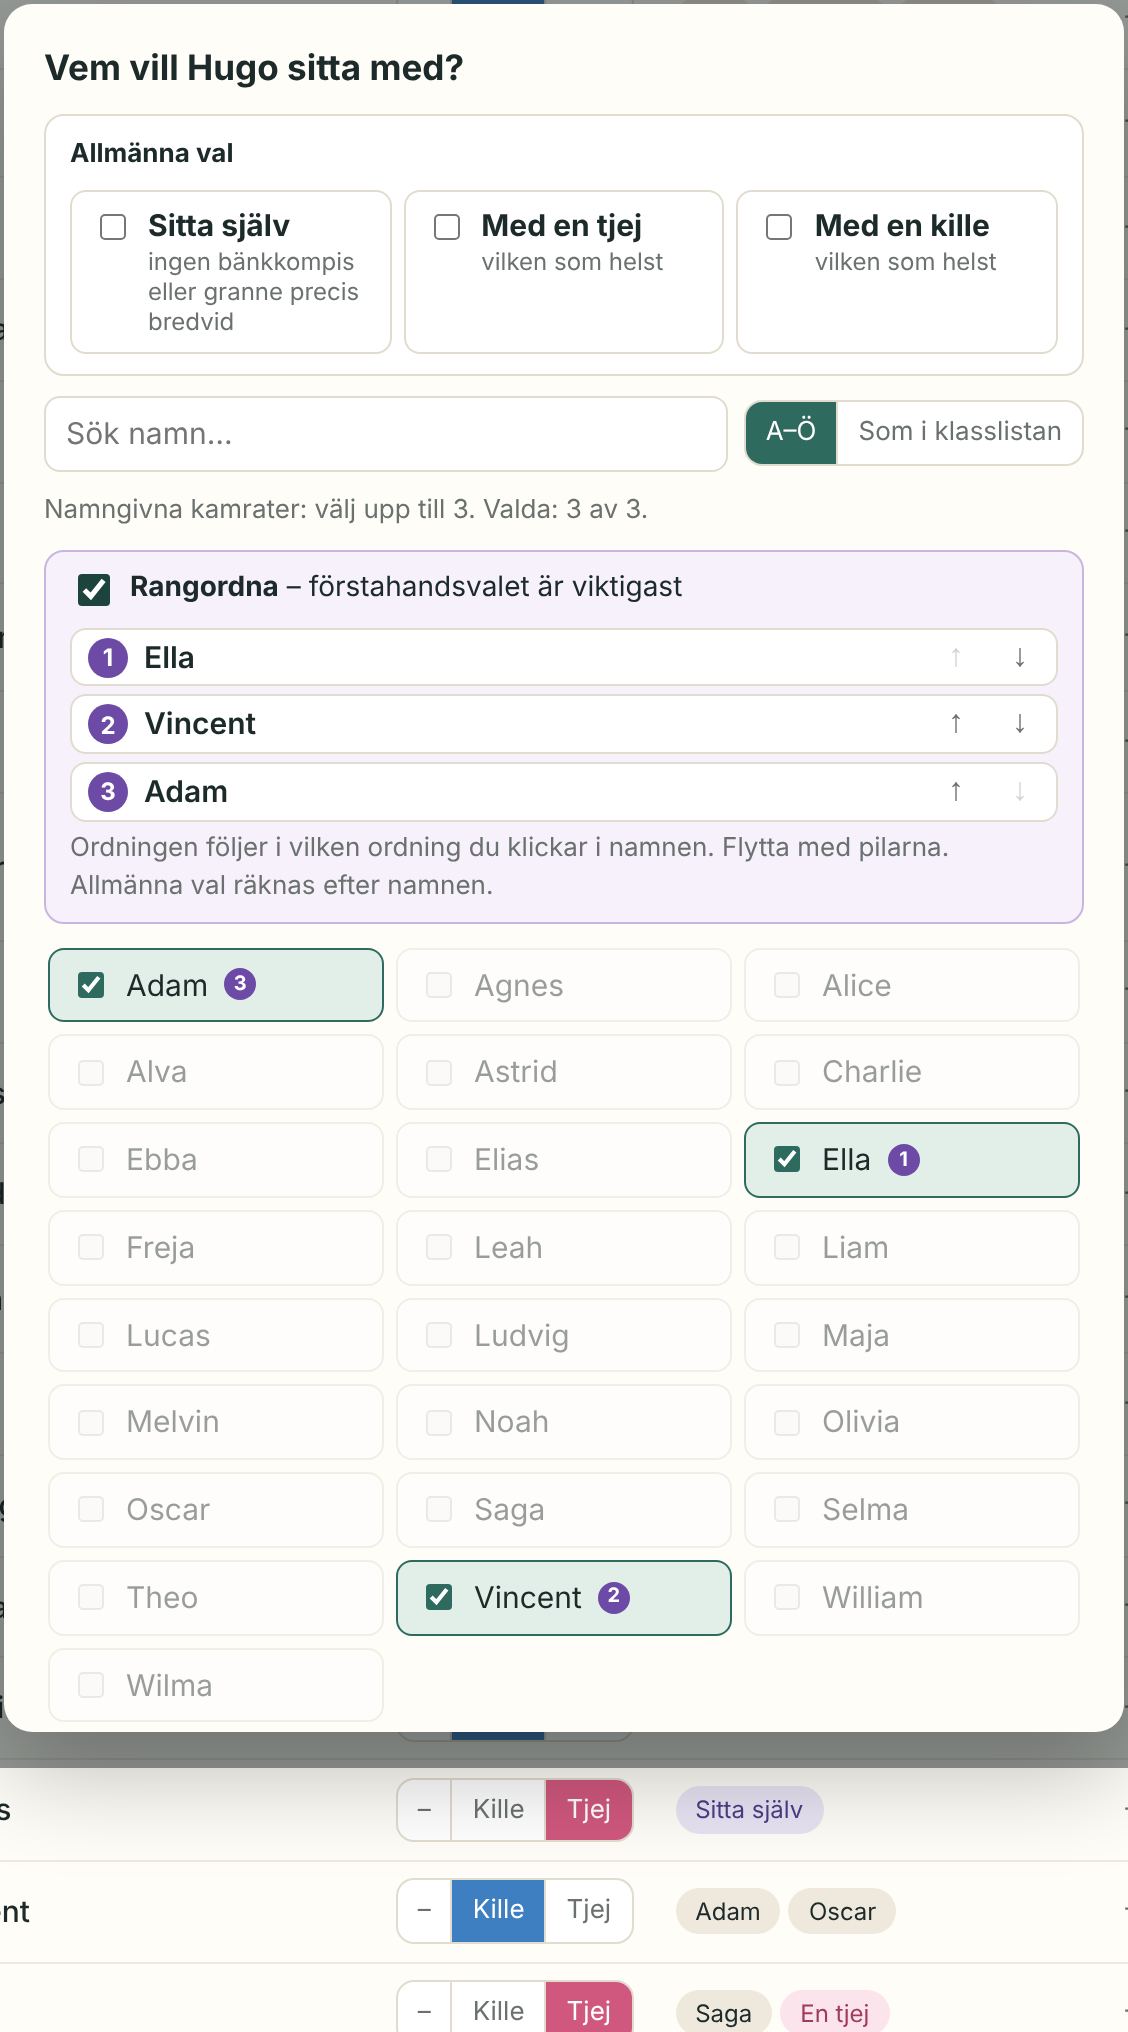 Vem vill Hugo sitta med?
Allmänna val
Sitta själv
ingen bänkkompis
eller granne precis
bredvid
Med en tjej
vilken som helst
Med en kille
vilken som helst
Sök namn...
A–Ö Som i klasslistan
Namngivna kamrater: välj upp till 3. Valda: 3 av 3.
Rangordna – förstahandsvalet är viktigast
1 Ella ↑ ↓
2 Vincent ↑ ↓
3 Adam ↑ ↓
Ordningen följer i vilken ordning du klickar i namnen. Flytta med pilarna.
Allmänna val räknas efter namnen.
Adam 3 Agnes Alice
Alva Astrid Charlie
Ebba Elias Ella 1
Freja Leah Liam
Lucas Ludvig Maja
Melvin Noah Olivia
Oscar Saga Selma
Theo Vincent 2 William
Wilma
s – Kille Tjej Sitta själv
nt – Kille Tjej Adam Oscar
– Kille Tjej Saga En tjej